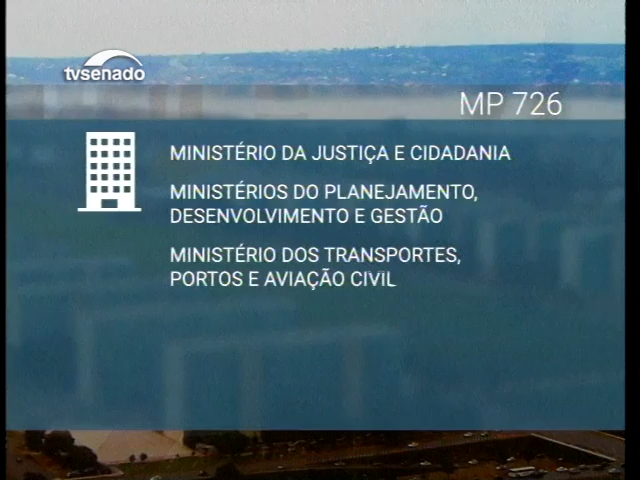 tvsenado
MP 726
MINISTÉRIO DA JUSTIÇA E CIDADANIA
MINISTÉRIOS DO PLANEJAMENTO,
DESENVOLVIMENTO E GESTÃO
MINISTÉRIO DOS TRANSPORTES,
PORTOS E AVIAÇÃO CIVIL